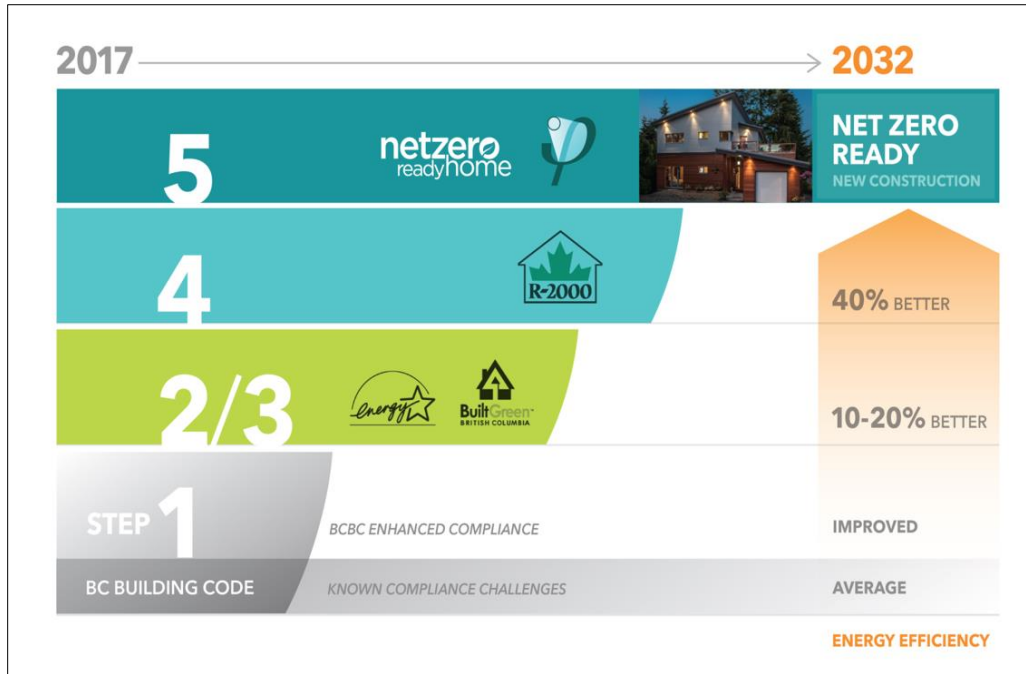 2017
2032
5
netzero
readyhome
NET ZERO
READY
NEW CONSTRUCTION
4
R-2000
40% BETTER
2/3
energy
BuiltGreen™
BRITISH COLUMBIA
10-20% BETTER
STEP 1
BCBC ENHANCED COMPLIANCE
IMPROVED
BC BUILDING CODE
KNOWN COMPLIANCE CHALLENGES
AVERAGE
ENERGY EFFICIENCY